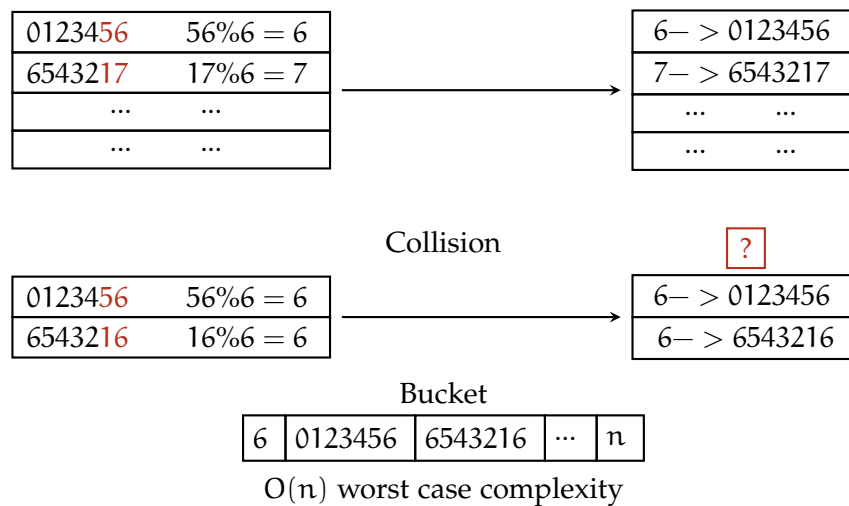 0123456 56%6 = 6
6543217 17%6 = 7
... ...
... ...
6− > 0123456
7− > 6543217
... ...
... ...
Collision
?
0123456 56%6 = 6
6543216 16%6 = 6
6− > 0123456
6− > 6543216
Bucket
6 0123456 6543216 ... n
O(n) worst case complexity